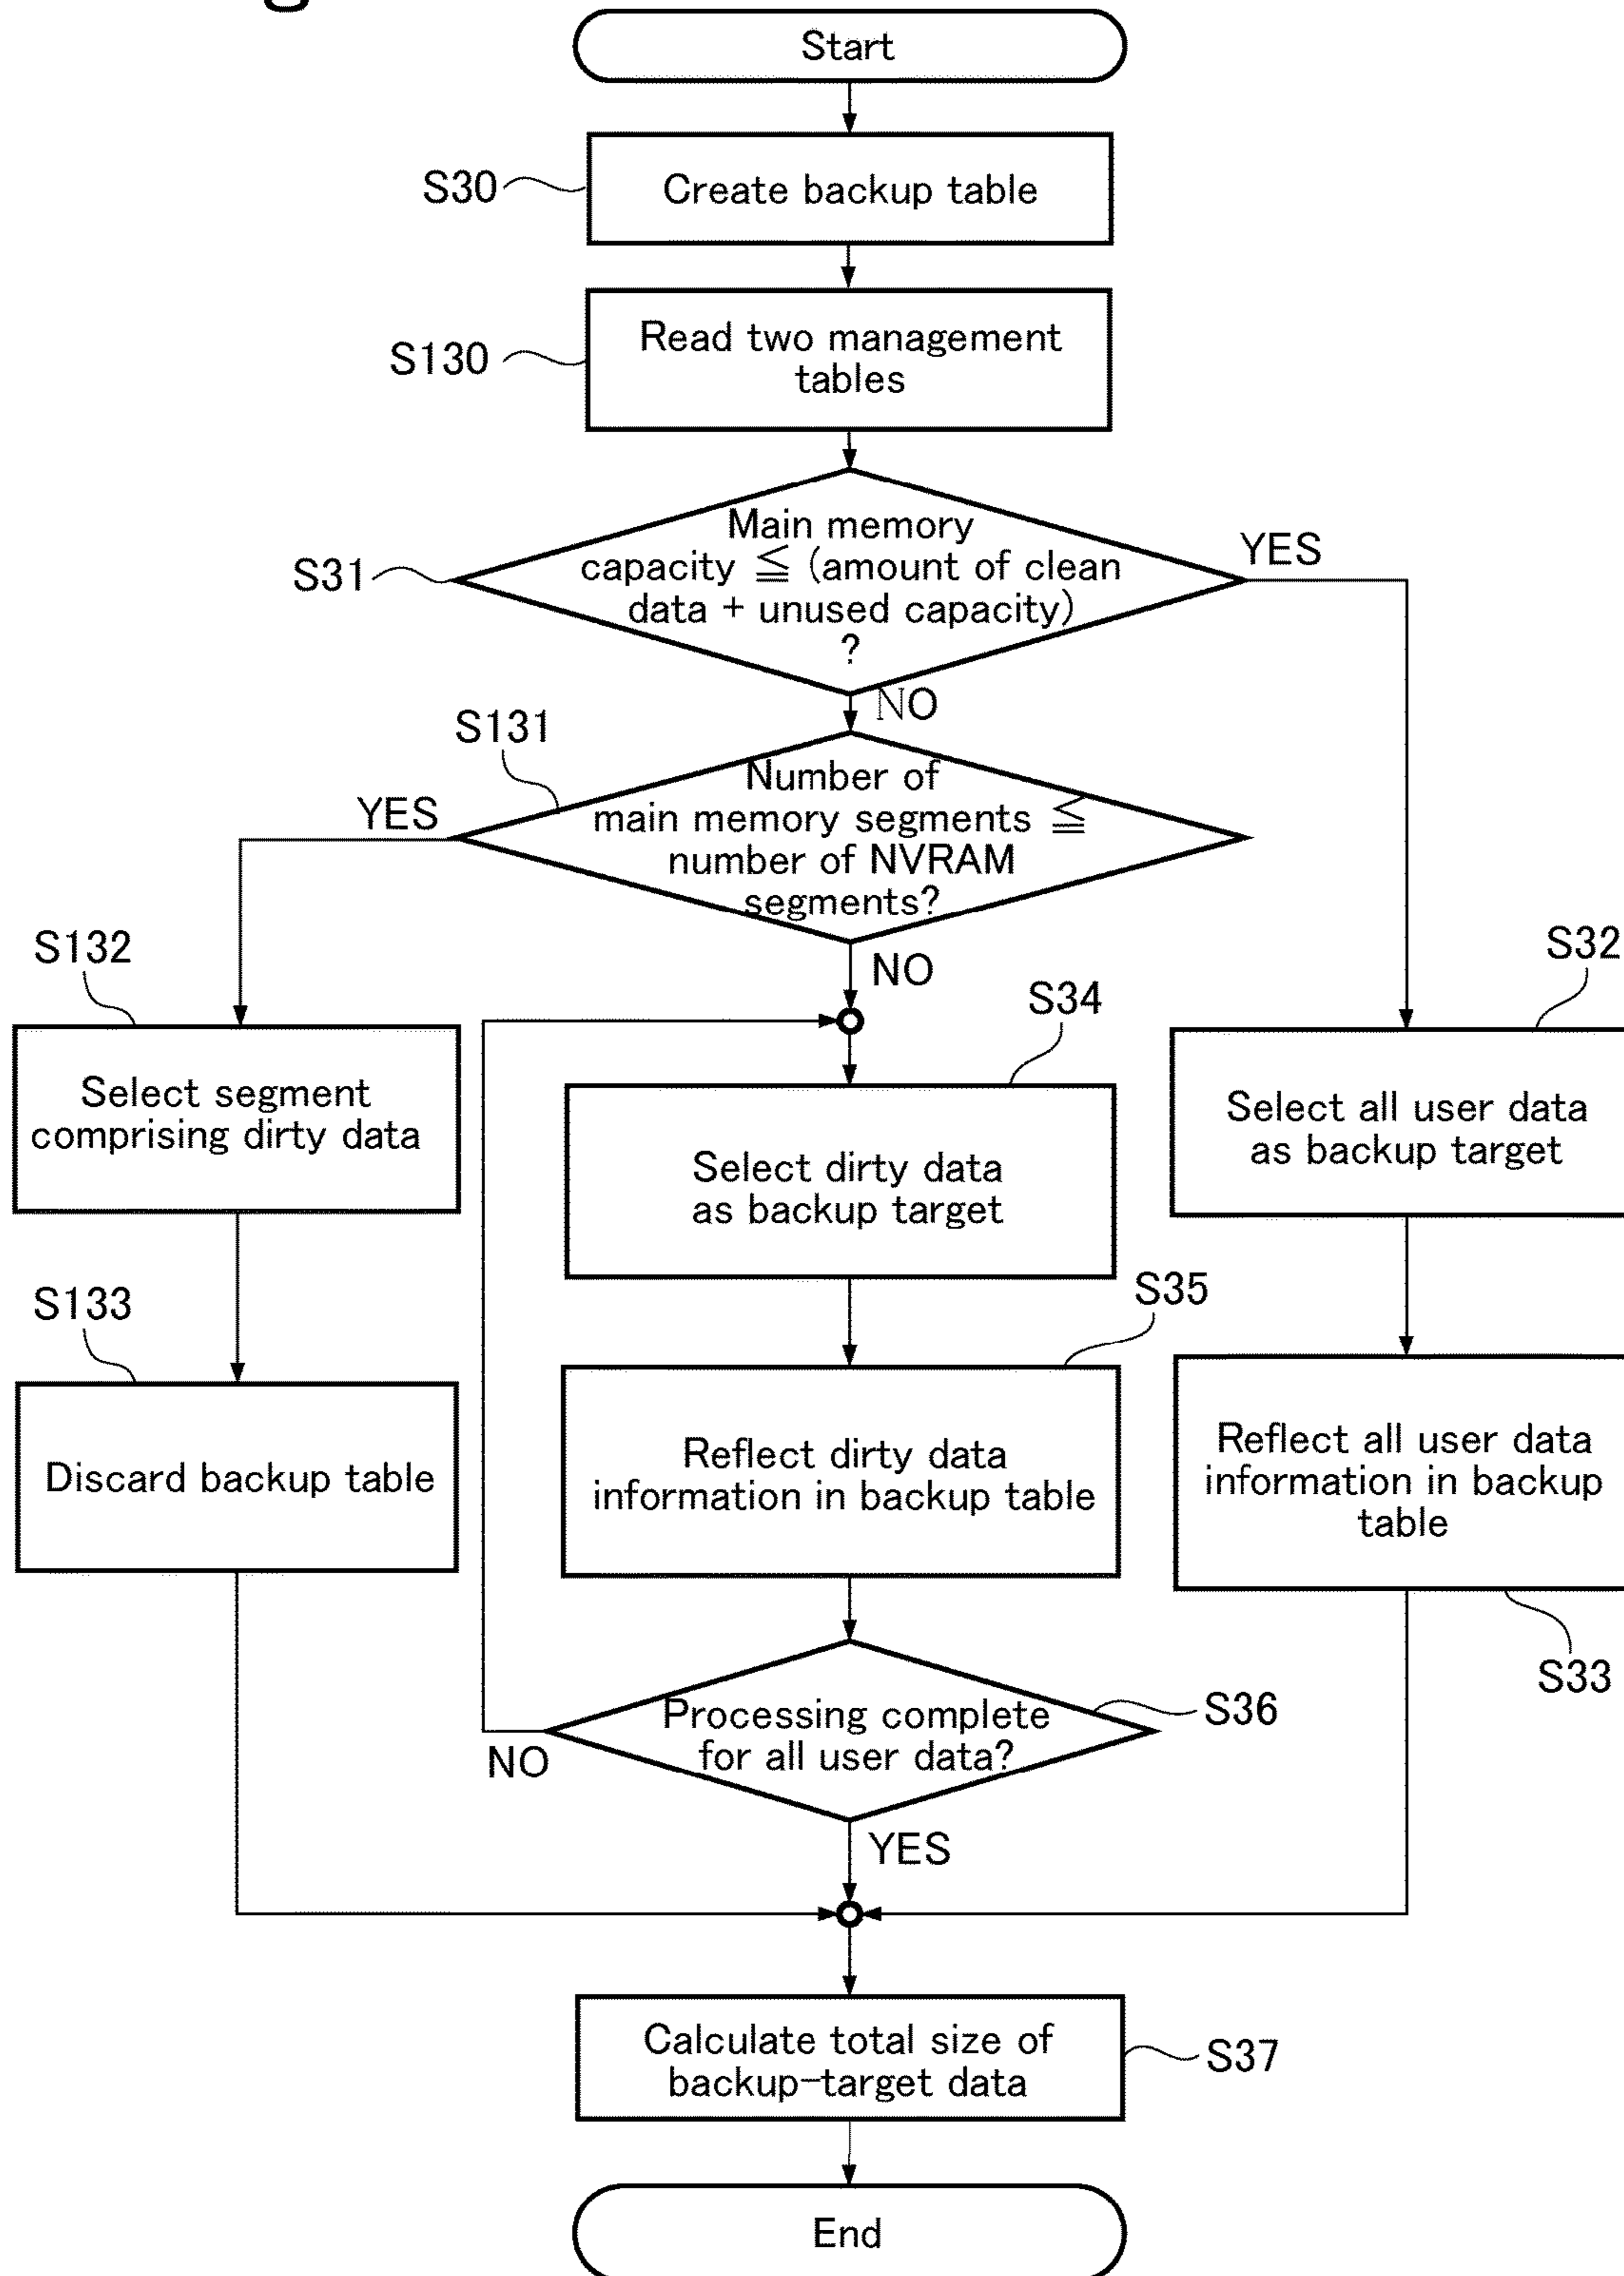 Start
S30
Create backup table
S130
Read two management
tables
S31
Main memory
capacity ≦ (amount of clean
data + unused capacity)
?
YES
NO
S131
YES
Number of
main memory segments ≦
number of NVRAM
segments?
NO
S132
Select segment
comprising dirty data
S34
Select dirty data
as backup target
S32
Select all user data
as backup target
S133
Discard backup table
S35
Reflect dirty data
information in backup table
Reflect all user data
information in backup
table
S33
S36
Processing complete
for all user data?
NO
YES
Calculate total size of
backup-target data
S37
End